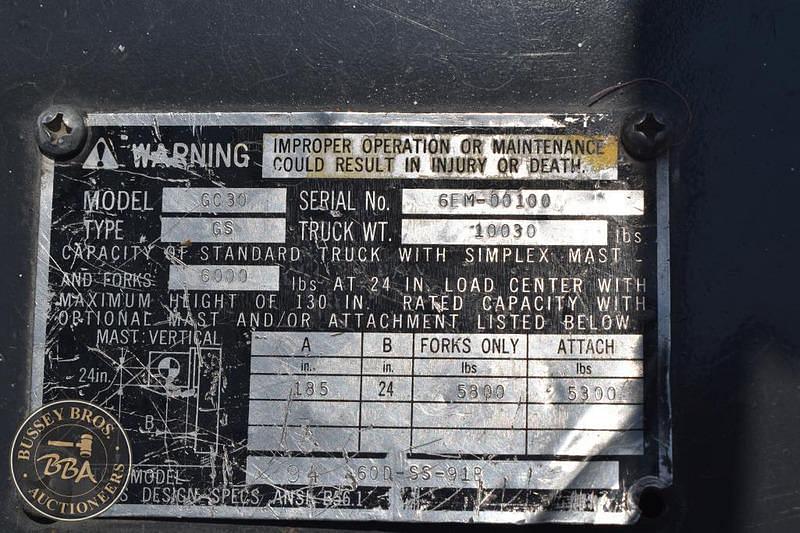 WARNING
IMPROPER OPERATION OR MAINTENANCE
COULD RESULT IN INJURY OR DEATH.
MODEL GC30 SERIAL No. 6EM-00100
TYPE GS TRUCK WT. 10030 lbs
CAPACITY OF STANDARD TRUCK WITH SIMPLEX MAST
AND FORKS 6000 lbs AT 24 IN. LOAD CENTER WITH
MAXIMUM HEIGHT OF 130 IN. RATED CAPACITY WITH
OPTIONAL MAST AND/OR ATTACHMENT LISTED BELOW
MAST: VERTICAL
A B FORKS ONLY ATTACH
in. in. lbs lbs
24in.
185 24 5800 5300
B
MODEL 94 60D-SS-91B
DESIGN SPECS ANSI B56.1
BUSSEY BROS.
BBA
AUCTIONEERS